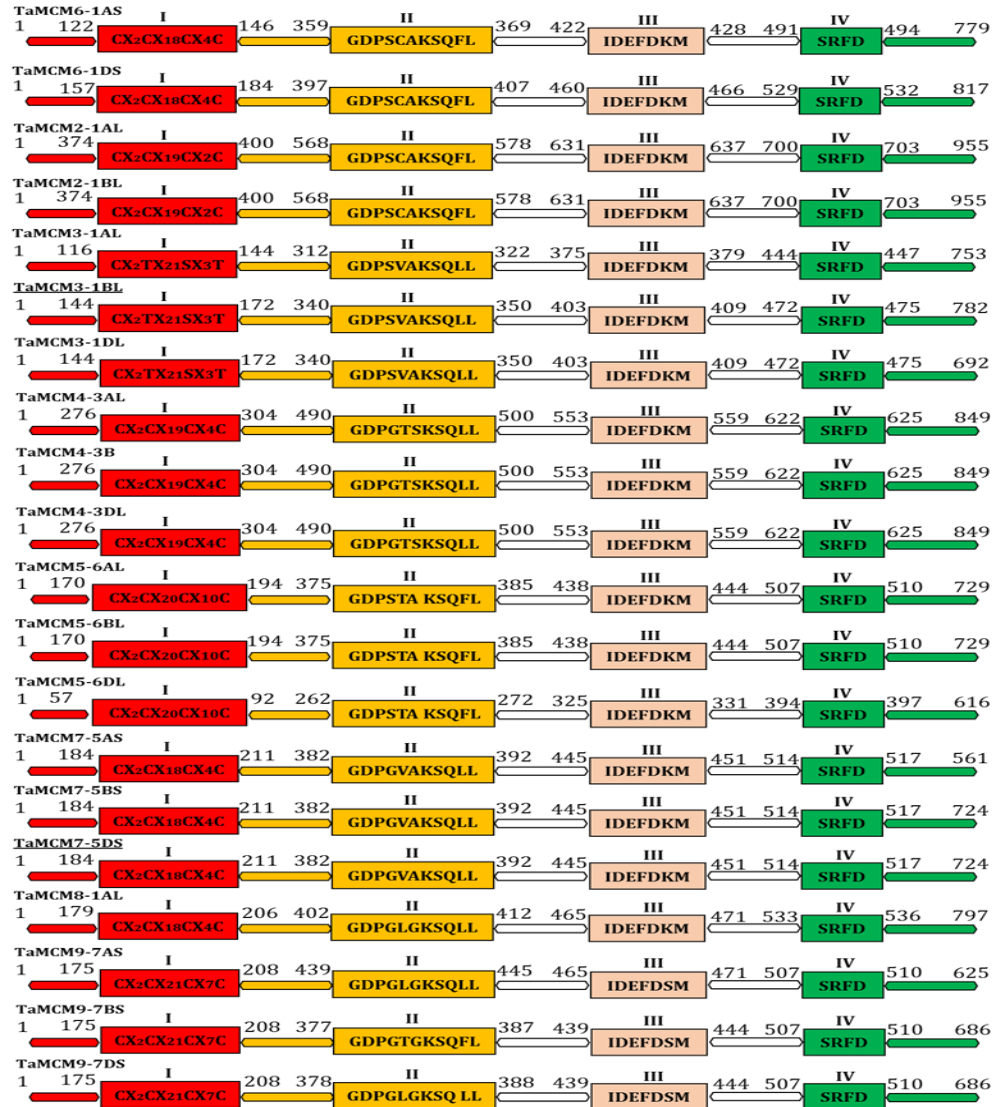 TaMCM6-1AS
I II III IV
1 122 146 359 369 422 428 491 494 779
CX2CX18CX4C GDPSCAKSQFL IDEFDKM SRFD
TaMCM6-1DS
I II III IV
1 157 184 397 407 460 466 529 532 817
CX2CX18CX4C GDPSCAKSQFL IDEFDKM SRFD
TaMCM2-1AL
I II III IV
1 374 400 568 578 631 637 700 703 955
CX2CX19CX2C GDPSCAKSQFL IDEFDKM SRFD
TaMCM2-1BL
I II III IV
1 374 400 568 578 631 637 700 703 955
CX2CX19CX2C GDPSCAKSQFL IDEFDKM SRFD
TaMCM3-1AL
I II III IV
1 116 144 312 322 375 379 444 447 753
CX2TX21SX3T GDPSVAKSQLL IDEFDKM SRFD
TaMCM3-1BL
I II III IV
1 144 172 340 350 403 409 472 475 782
CX2TX21SX3T GDPSVAKSQLL IDEFDKM SRFD
TaMCM3-1DL
I II III IV
1 144 172 340 350 403 409 472 475 692
CX2TX21SX3T GDPSVAKSQLL IDEFDKM SRFD
TaMCM4-3AL
I II III IV
1 276 304 490 500 553 559 622 625 849
CX2CX19CX4C GDPGTSKSQLL IDEFDKM SRFD
TaMCM4-3B
I II III IV
1 276 304 490 500 553 559 622 625 849
CX2CX19CX4C GDPGTSKSQLL IDEFDKM SRFD
TaMCM4-3DL
I II III IV
1 276 304 490 500 553 559 622 625 849
CX2CX19CX4C GDPGTSKSQLL IDEFDKM SRFD
TaMCM5-6AL
I II III IV
1 170 194 375 385 438 444 507 510 729
CX2CX20CX10C GDPSTA KSQFL IDEFDKM SRFD
TaMCM5-6BL
I II III IV
1 170 194 375 385 438 444 507 510 729
CX2CX20CX10C GDPSTA KSQFL IDEFDKM SRFD
TaMCM5-6DL
I II III IV
1 57 92 262 272 325 331 394 397 616
CX2CX20CX10C GDPSTA KSQFL IDEFDKM SRFD
TaMCM7-5AS
I II III IV
1 184 211 382 392 445 451 514 517 561
CX2CX18CX4C GDPGVAKSQLL IDEFDKM SRFD
TaMCM7-5BS
I II III IV
1 184 211 382 392 445 451 514 517 724
CX2CX18CX4C GDPGVAKSQLL IDEFDKM SRFD
TaMCM7-5DS
I II III IV
1 184 211 382 392 445 451 514 517 724
CX2CX18CX4C GDPGVAKSQLL IDEFDKM SRFD
TaMCM8-1AL
I II III IV
1 179 206 402 412 465 471 533 536 797
CX2CX18CX4C GDPGLGKSQLL IDEFDKM SRFD
TaMCM9-7AS
I II III IV
1 175 208 439 445 465 471 507 510 625
CX2CX21CX7C GDPGLGKSQLL IDEFDSM SRFD
TaMCM9-7BS
I II III IV
1 175 208 377 387 439 444 507 510 686
CX2CX21CX7C GDPGTGKSQFL IDEFDSM SRFD
TaMCM9-7DS
I II III IV
1 175 208 378 388 439 444 507 510 686
CX2CX21CX7C GDPGLGKSQ LL IDEFDSM SRFD